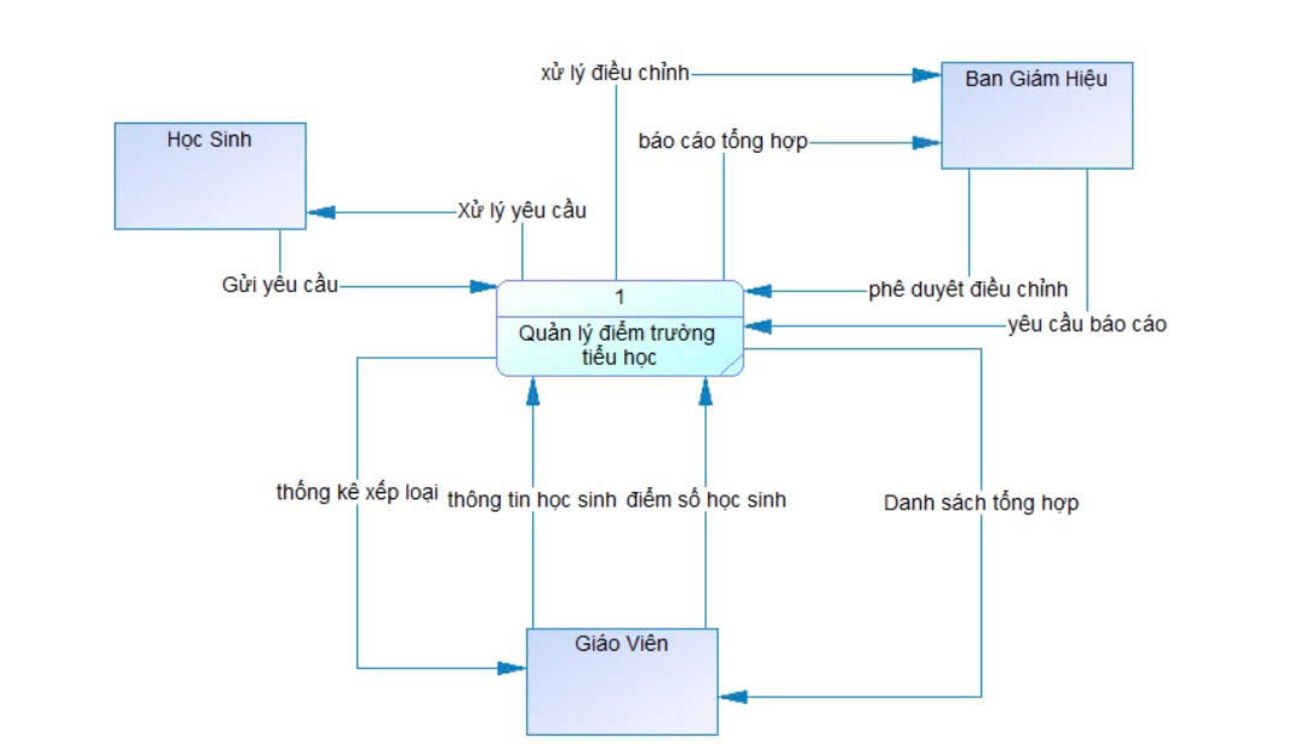 xử lý điều chỉnh
Ban Giám Hiệu
Học Sinh
báo cáo tổng hợp
Xử lý yêu cầu
Gửi yêu cầu
1
phê duyêt điều chỉnh
Quản lý điểm trường
tiểu học
yêu cầu báo cáo
thống kê xếp loại
thông tin học sinh
điểm số học sinh
Danh sách tổng hợp
Giáo Viên